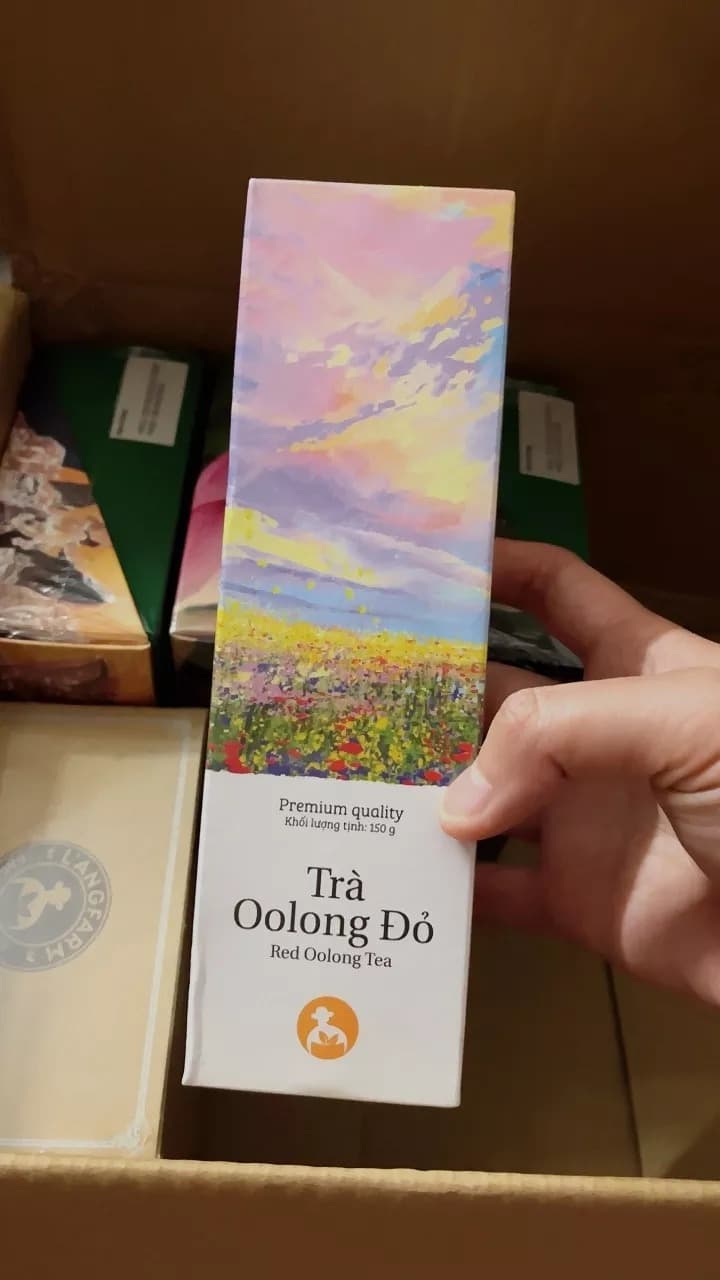 Premium quality
Khối lượng tịnh: 150 g
Trà
Oolong Đỏ
Red Oolong Tea
LANGFARM